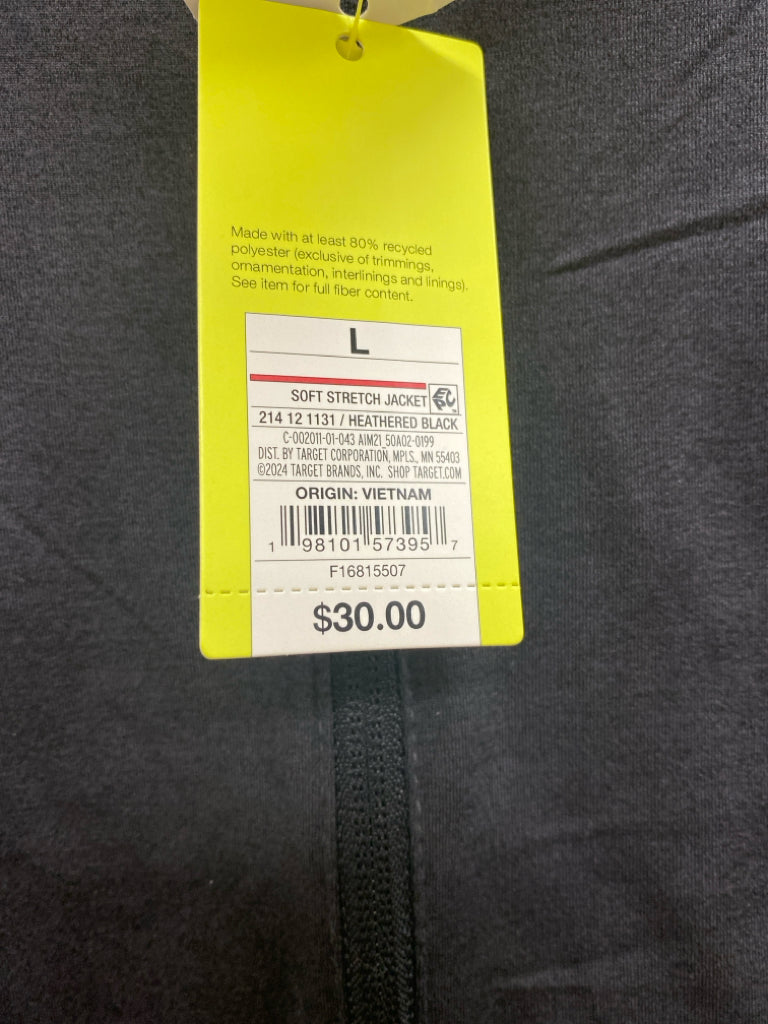 Made with at least 80% recycled
polyester (exclusive of trimmings,
ornamentation, interlinings and linings).
See item for full fiber content.
L
SOFT STRETCH JACKET
214 12 1131 / HEATHERED BLACK
C-002011-01-043 AIM21_50A02-0199
DIST. BY TARGET CORPORATION, MPLS., MN 55403
©2024 TARGET BRANDS, INC. SHOP TARGET.COM
ORIGIN: VIETNAM
1 98101 57395 7
F16815507
$30.00